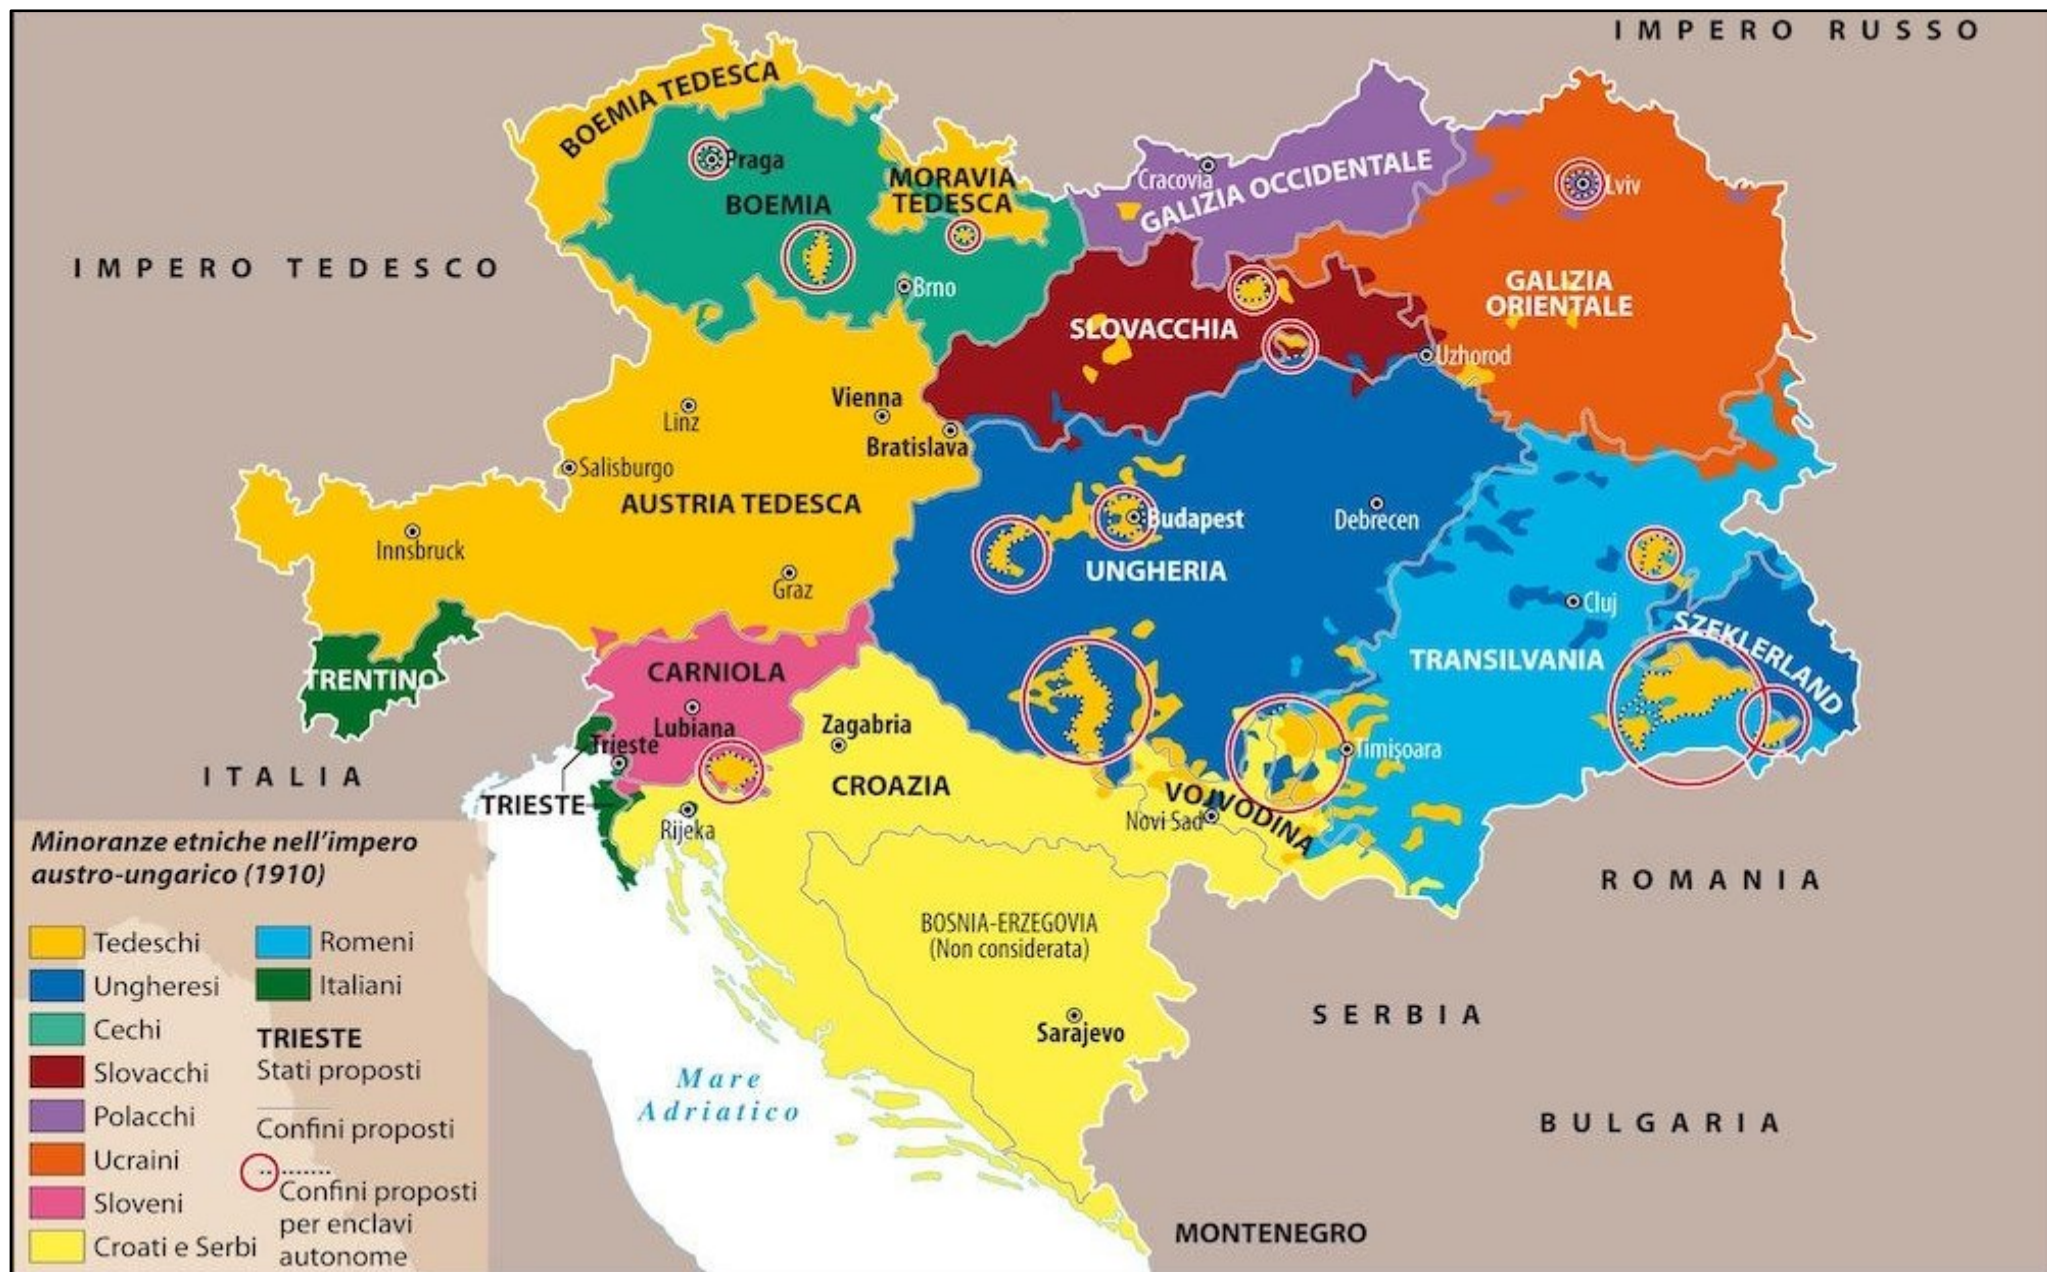 IMPERO RUSSO
BOEMIA TEDESCA
Praga
BOEMIA
MORAVIA
TEDESCA
Cracovia
GALIZIA OCCIDENTALE
Lviv
IMPERO TEDESCO
Brno
GALIZIA
ORIENTALE
SLOVACCHIA
Uzhorod
Linz
Vienna
Bratislava
Salisburgo
AUSTRIA TEDESCA
Innsbruck
Graz
Budapest
Debrecen
UNGHERIA
Cluj
SZEKLERLAND
TRANSILVANIA
TRENTINO
CARNIOLA
Lubiana
Zagabria
Trieste
Timisoara
ITALIA
CROAZIA
TRIESTE
VOJVODINA
Novi Sad
Rijeka
ROMANIA
BOSNIA-ERZEGOVIA
(Non considerata)
SERBIA
Sarajevo
Mare
Adriatico
BULGARIA
MONTENEGRO
Minoranze etniche nell'impero
austro-ungarico (1910)
Tedeschi
Ungheresi
Cechi
Slovacchi
Polacchi
Ucraini
Sloveni
Croati e Serbi
Romeni
Italiani
TRIESTE
Stati proposti
Confini proposti
Confini proposti
per enclavi
autonome